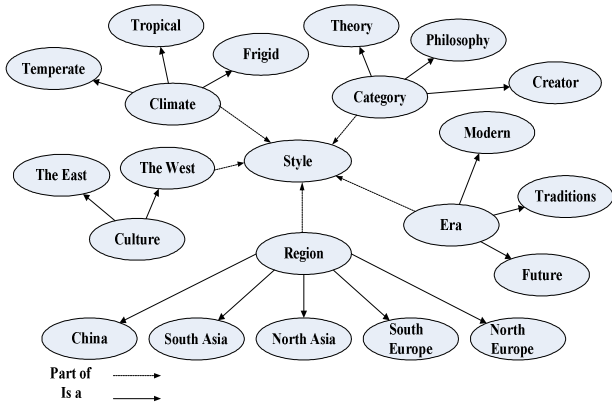 Tropical
Theory
Philosophy
Frigid
Temperate
Creator
Climate
Category
Modern
The East
The West
Style
Traditions
Culture
Era
Region
Future
China
South Asia
North Asia
South
Europe
North
Europe
Part of
Is a